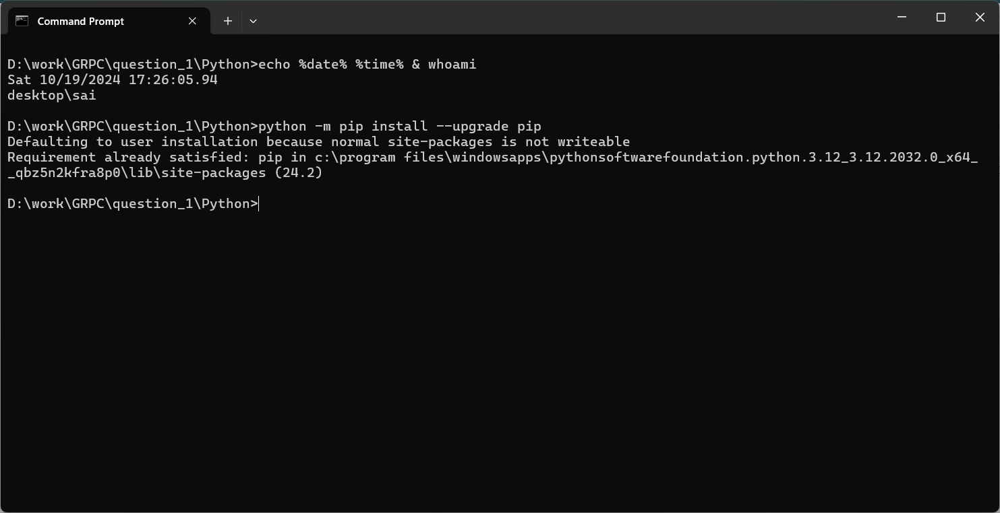 Command Prompt
D:\work\GRPC\question_1\Python>echo %date% %time% & whoami
Sat 10/19/2024 17:26:05.94
desktop\sai
D:\work\GRPC\question_1\Python>python -m pip install --upgrade pip
Defaulting to user installation because normal site-packages is not writeable
Requirement already satisfied: pip in c:\program files\windowsapps\pythonsoftwarefoundation.python.3.12_3.12.2032.0_x64_
_qbz5n2kfra8p0\lib\site-packages (24.2)
D:\work\GRPC\question_1\Python>